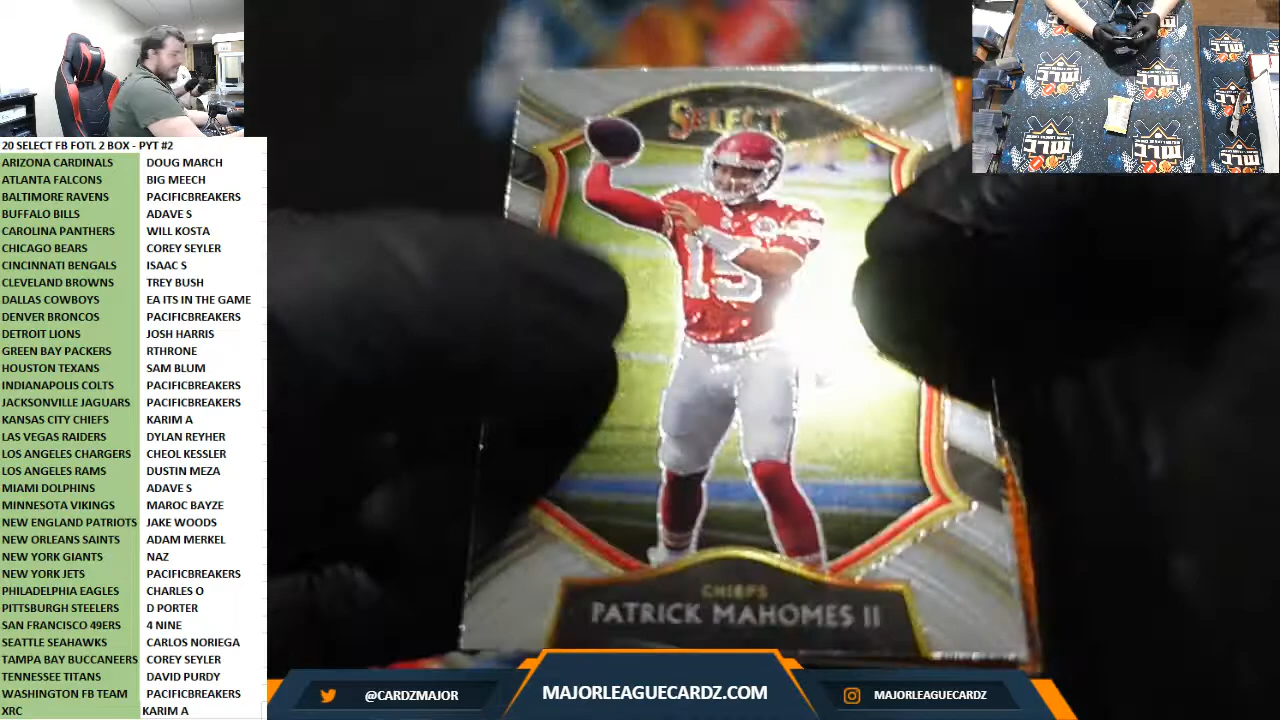 20 SELECT FB FOTL 2 BOX - PYT #2
ARIZONA CARDINALS DOUG MARCH
ATLANTA FALCONS BIG MEECH
BALTIMORE RAVENS PACIFICBREAKERS
BUFFALO BILLS ADAVE S
CAROLINA PANTHERS WILL KOSTA
CHICAGO BEARS COREY SEYLER
CINCINNATI BENGALS ISAAC S
CLEVELAND BROWNS TREY BUSH
DALLAS COWBOYS EA ITS IN THE GAME
DENVER BRONCOS PACIFICBREAKERS
DETROIT LIONS JOSH HARRIS
GREEN BAY PACKERS RTHRONE
HOUSTON TEXANS SAM BLUM
INDIANAPOLIS COLTS PACIFICBREAKERS
JACKSONVILLE JAGUARS PACIFICBREAKERS
KANSAS CITY CHIEFS KARIM A
LAS VEGAS RAIDERS DYLAN REYHER
LOS ANGELES CHARGERS CHEOL KESSLER
LOS ANGELES RAMS DUSTIN MEZA
MIAMI DOLPHINS ADAVE S
MINNESOTA VIKINGS MAROC BAYZE
NEW ENGLAND PATRIOTS JAKE WOODS
NEW ORLEANS SAINTS ADAM MERKEL
NEW YORK GIANTS NAZ
NEW YORK JETS PACIFICBREAKERS
PHILADELPHIA EAGLES CHARLES O
PITTSBURGH STEELERS D PORTER
SAN FRANCISCO 49ERS 4 NINE
SEATTLE SEAHAWKS CARLOS NORIEGA
TAMPA BAY BUCCANEERS COREY SEYLER
TENNESSEE TITANS DAVID PURDY
WASHINGTON FB TEAM PACIFICBREAKERS
XRC KARIM A
SELECT
15
CHIEFS
PATRICK MAHOMES II
@CARDZMAJOR
MAJORLEAGUECARDZ.COM
MAJORLEAGUECARDZ